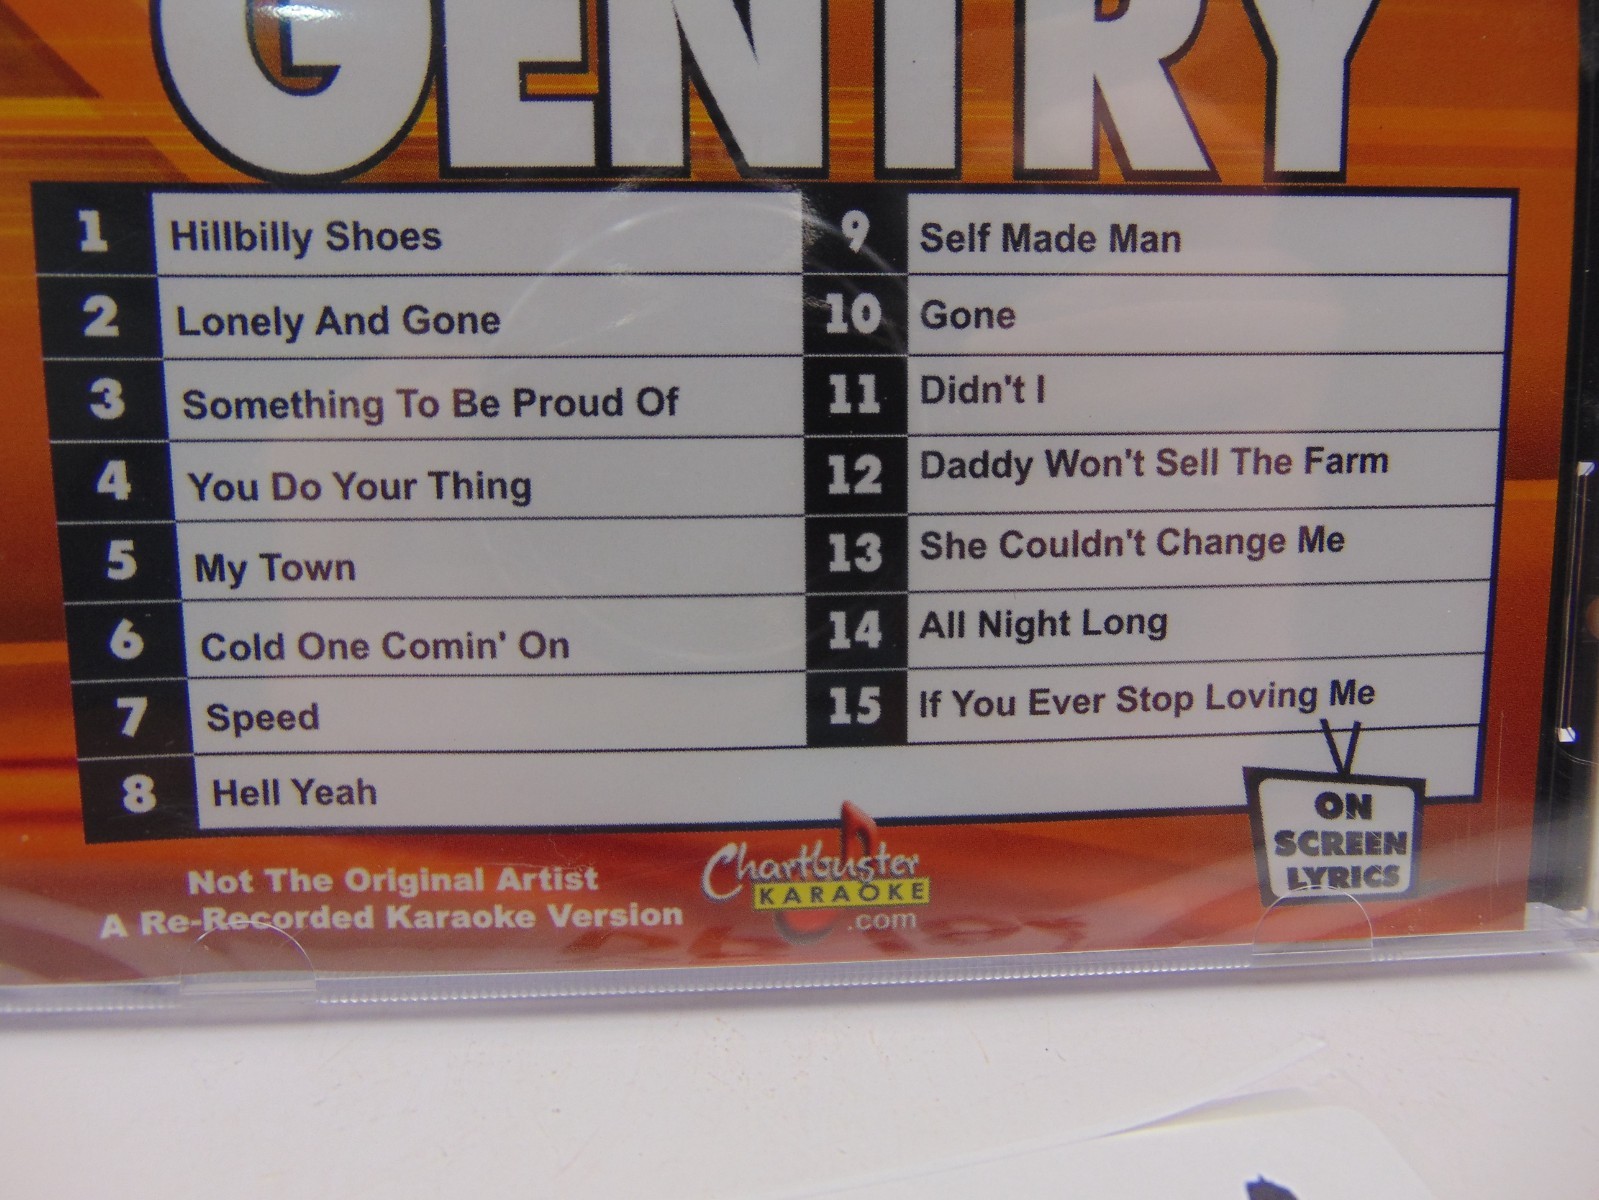 GENTRY
1 Hillbilly Shoes
2 Lonely And Gone
3 Something To Be Proud Of
4 You Do Your Thing
5 My Town
6 Cold One Comin' On
7 Speed
8 Hell Yeah
9 Self Made Man
10 Gone
11 Didn't I
12 Daddy Won't Sell The Farm
13 She Couldn't Change Me
14 All Night Long
15 If You Ever Stop Loving Me
ON
SCREEN
LYRICS
Not The Original Artist
A Re-Recorded Karaoke Version
Chartbuster
KARAOKE
.com